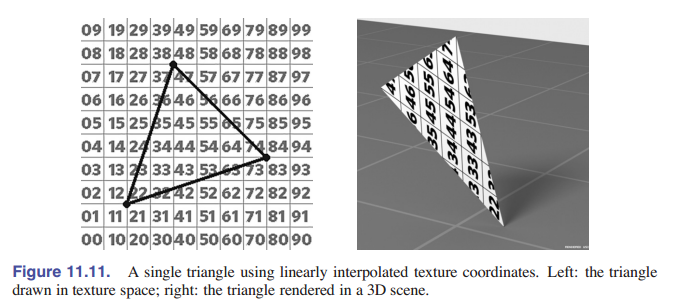 09 19 29 39 49 59 69 79 89 99
08 18 28 38 48 58 68 78 88 98
07 17 27 37 47 57 67 77 87 97
06 16 26 36 46 56 66 76 86 96
05 15 25 35 45 55 65 75 85 95
04 14 24 34 44 54 64 74 84 94
03 13 23 33 43 53 63 73 83 93
02 12 22 32 42 52 62 72 82 92
01 11 21 31 41 51 61 71 81 91
00 10 20 30 40 50 60 70 80 90
46
35 45 55
34 44 54 64
33 43 53
22
Figure 11.11. A single triangle using linearly interpolated texture coordinates. Left: the triangle
drawn in texture space; right: the triangle rendered in a 3D scene.